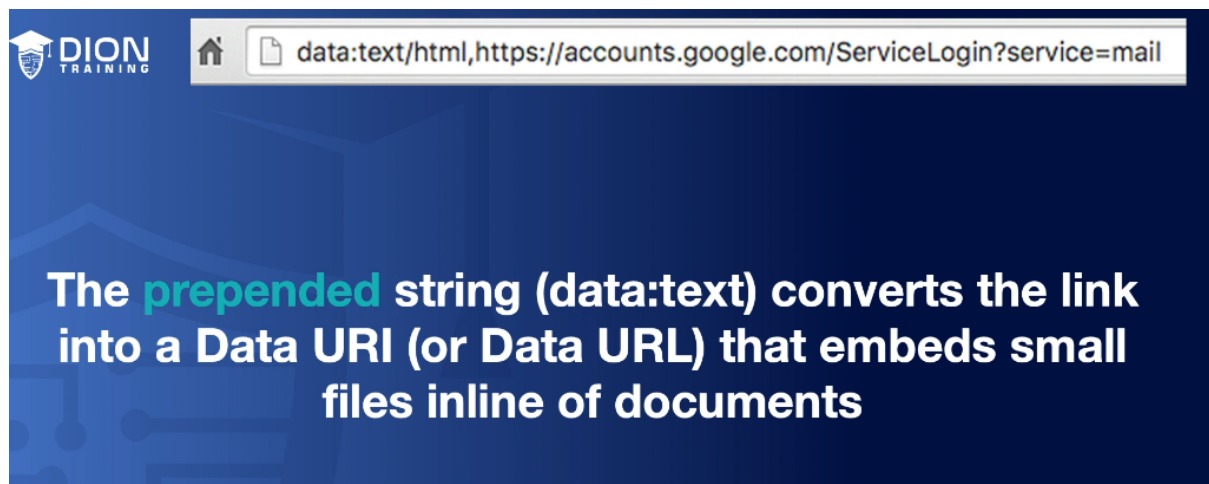 DION
TRAINING
data:text/html,https://accounts.google.com/ServiceLogin?service=mail
The prepended string (data:text) converts the link
into a Data URI (or Data URL) that embeds small
files inline of documents